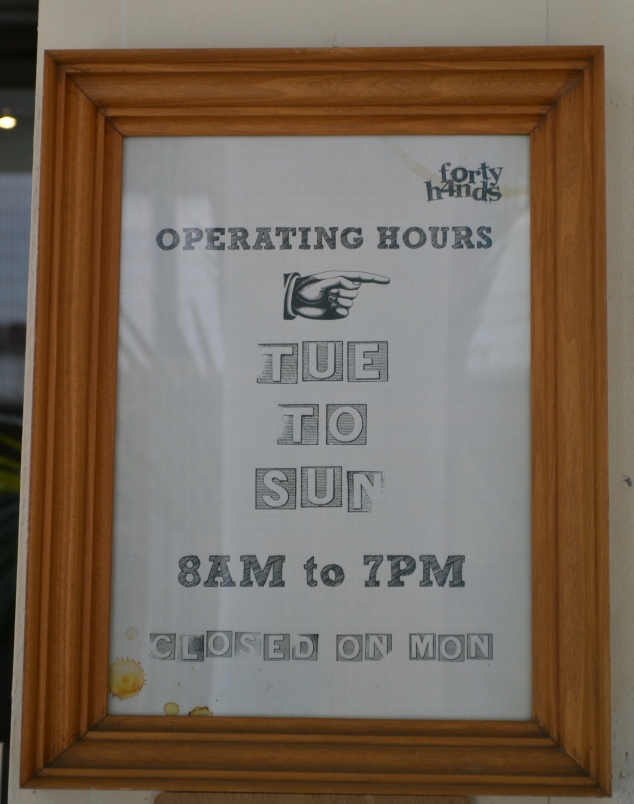 forty
h4nds
OPERATING HOURS
TUE
TO
SUN
8AM to 7PM
CLOSED ON MON